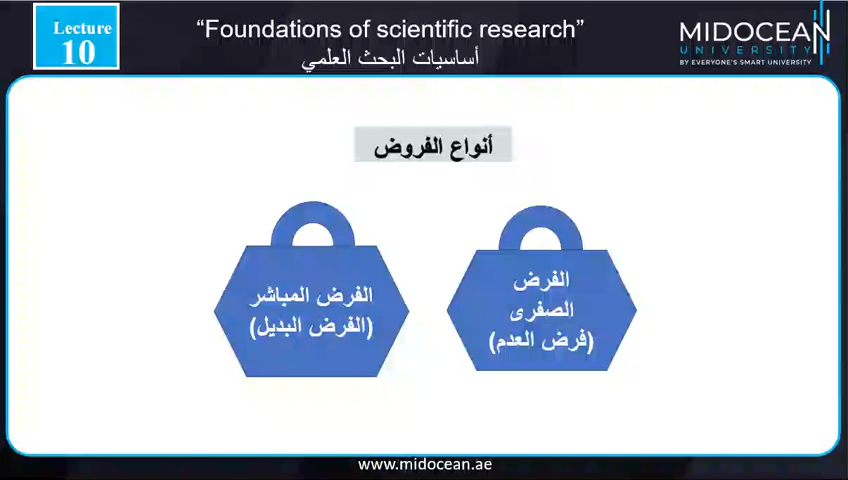 Lecture
10
“Foundations of scientific research”
أساسيات البحث العلمي
MIDOCEAN
UNIVERSITY
BY EVERYONE'S SMART UNIVERSITY
أنواع الفروض
الفرض
الصفرى
(فرض العدم)
الفرض المباشر
(الفرض البديل)
www.midocean.ae